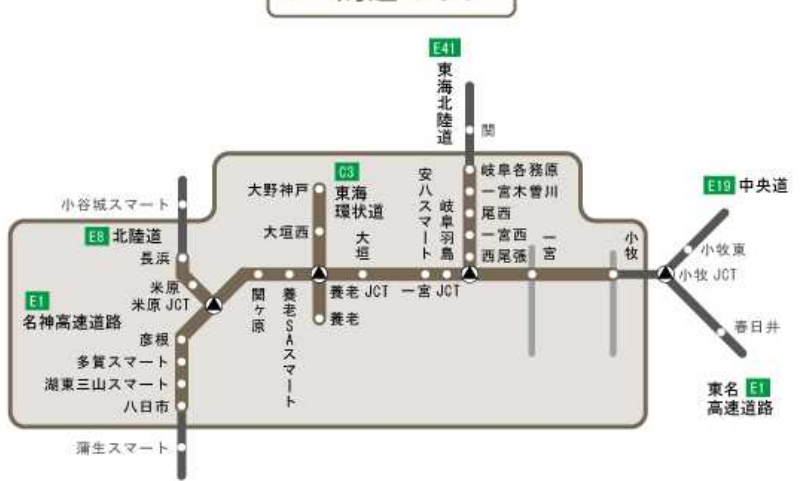 E41
東海北陸道
関
岐阜各務原
一宮木曽川
尾西
一宮西
西尾張
C3
東海
環状道
大野神戸
大垣西
大垣
安八スマート
岐阜羽島
一宮
小牧
E19 中央道
小牧東
小牧 JCT
春日井
東名 E1
高速道路
小谷城スマート
E8 北陸道
長浜
米原
米原 JCT
E1
名神高速道路
関ヶ原
養老SAスマート
養老 JCT
一宮 JCT
養老
彦根
多賀スマート
湖東三山スマート
八日市
蒲生スマート